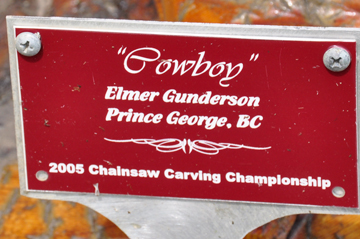 "Cowboy"
Elmer Gunderson
Prince George, BC
2005 Chainsaw Carving Championship